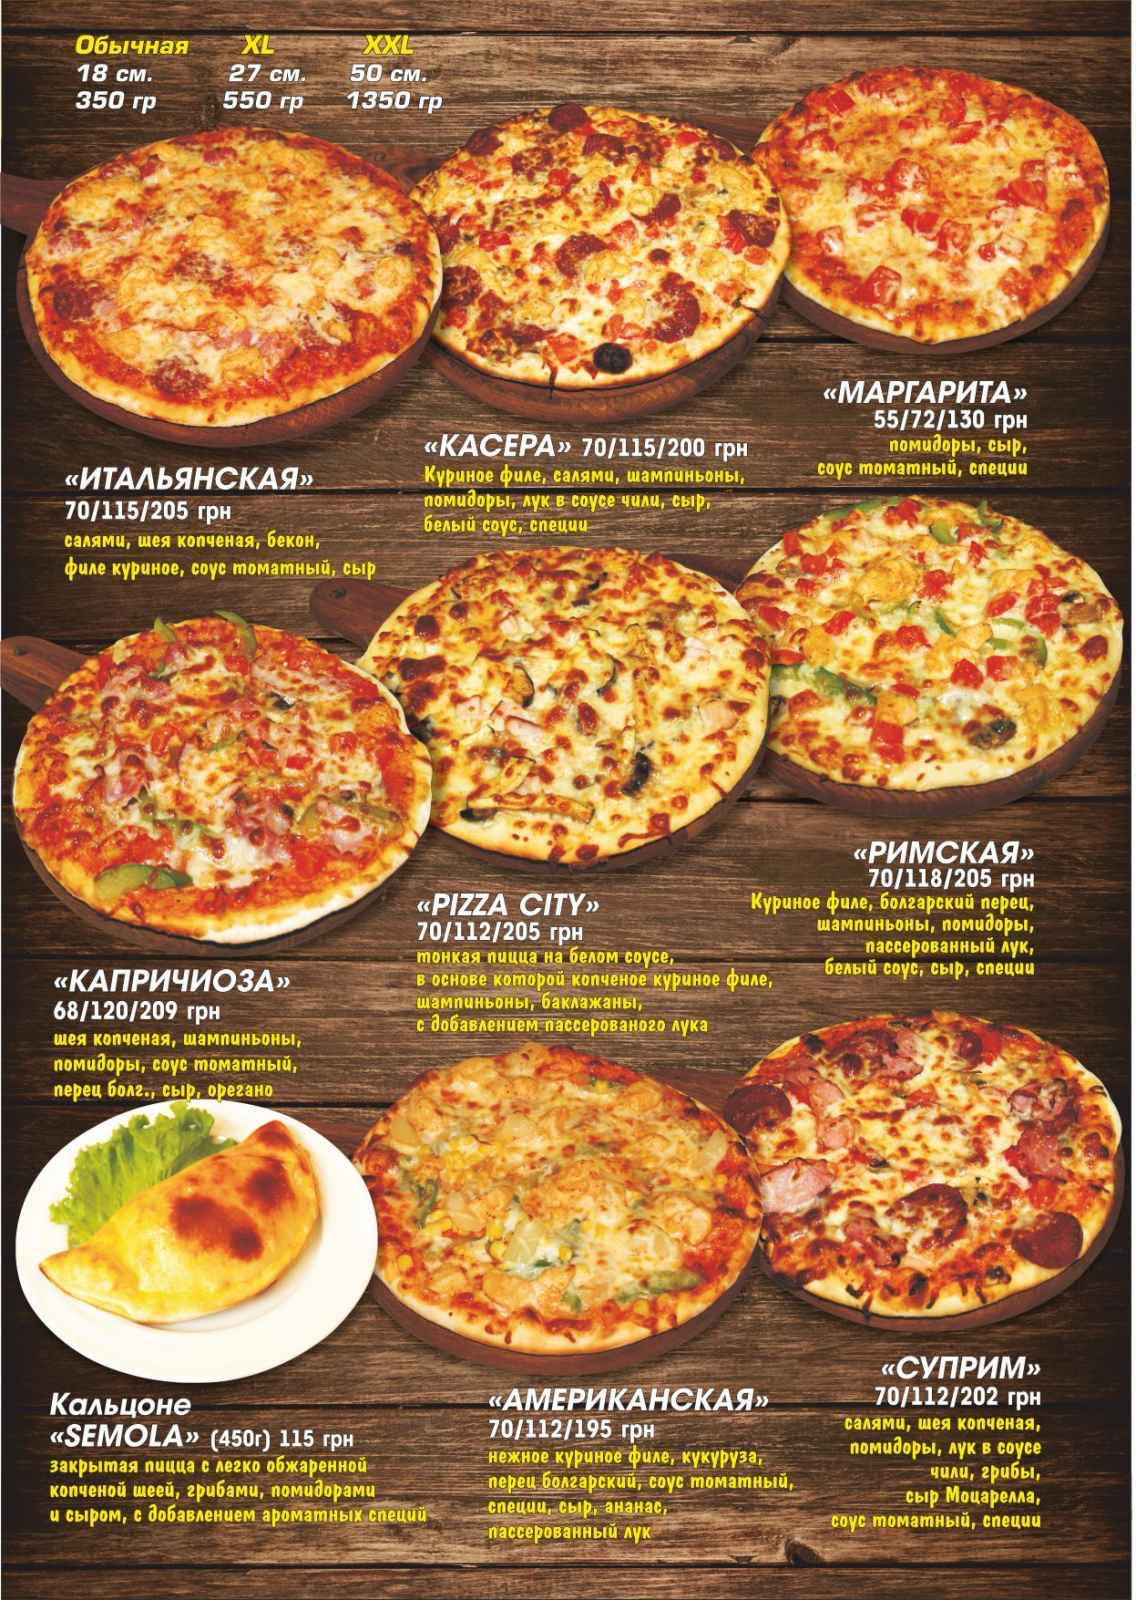 Обычная XL XXL
18 см. 27 см. 50 см.
350 гр 550 гр 1350 гр
«МАРГАРИТА»
55/72/130 грн
помидоры, сыр,
соус томатный, специи
«КАСЕРА» 70/115/200 грн
Куриное филе, салями, шампиньоны,
помидоры, лук в соусе чили, сыр,
белый соус, специи
«ИТАЛЬЯНСКАЯ»
70/115/205 грн
салями, шея копченая, бекон,
филе куриное, соус томатный, сыр
«РИМСКАЯ»
70/118/205 грн
Куриное филе, болгарский перец,
шампиньоны, помидоры,
пассерованный лук,
белый соус, сыр, специи
«PIZZA CITY»
70/112/205 грн
тонкая пицца на белом соусе,
в основе которой копченое куриное филе,
шампиньоны, баклажаны,
с добавлением пассерованого лука
«КАПРИЧИОЗА»
68/120/209 грн
шея копченая, шампиньоны,
помидоры, соус томатный,
перец болг., сыр, орегано
«СУПРИМ»
70/112/202 грн
салями, шея копченая,
помидоры, лук в соусе
чили, грибы,
сыр Моцарелла,
соус томатный, специи
«АМЕРИКАНСКАЯ»
70/112/195 грн
нежное куриное филе, кукуруза,
перец болгарский, соус томатный,
специи, сыр, ананас,
пассерованный лук
Кальцоне
«SEMOLA» (450г) 115 грн
закрытая пицца с легко обжаренной
копченой шеей, грибами, помидорами
и сыром, с добавлением ароматных специй